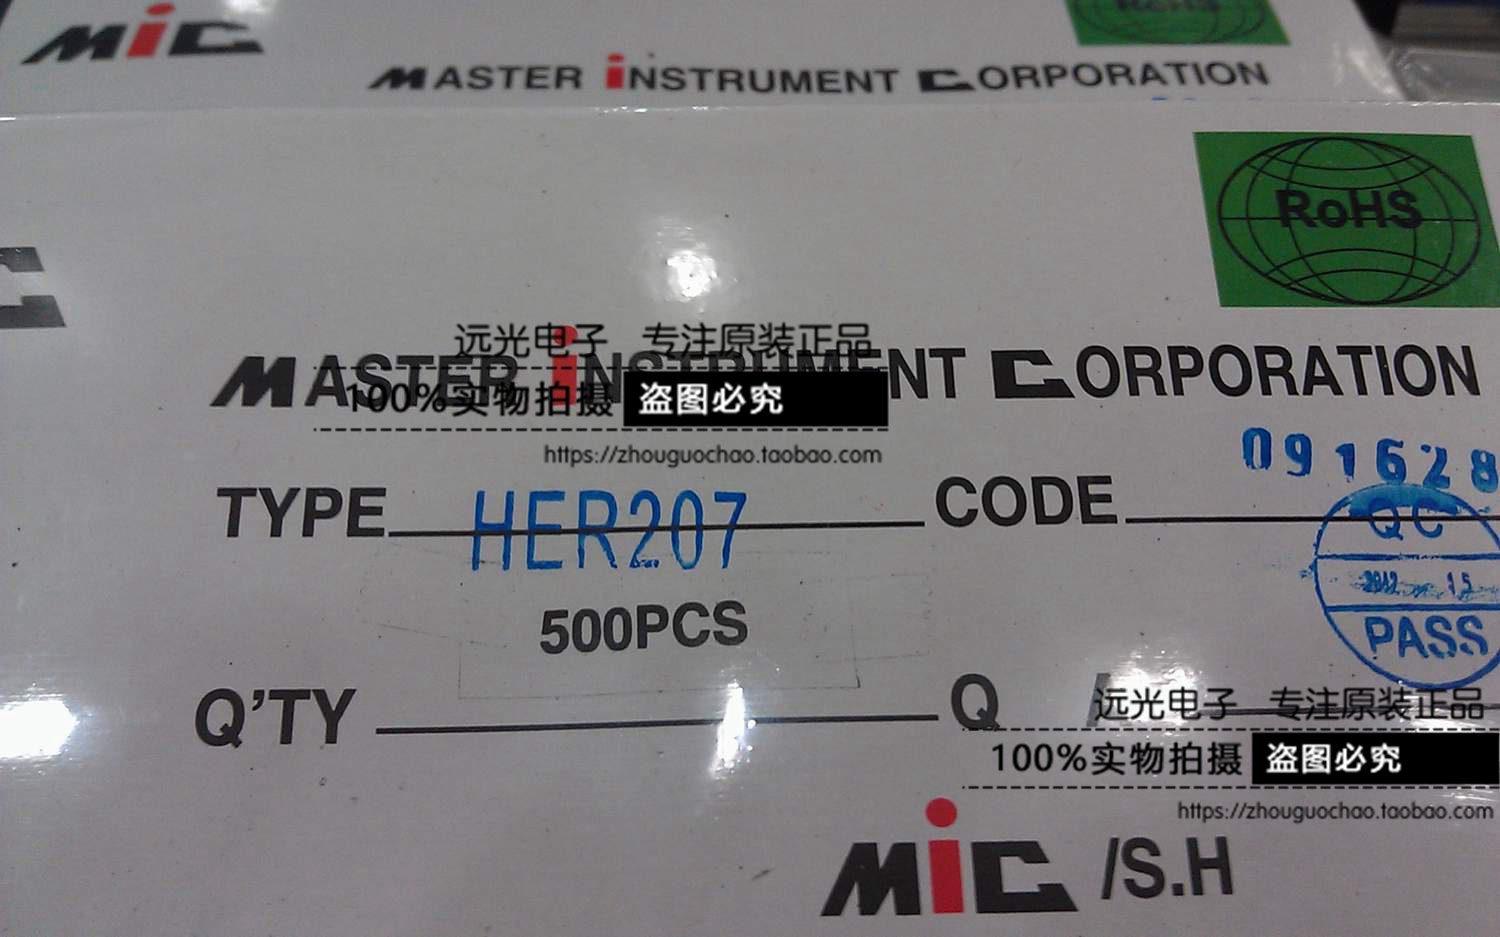 MiC
RoHS
MASTER iNSTRUMENT CORPORATION
RoHS
远光电子 专注原装正品
MASTER iNSTRUMENT CORPORATION
100%实物拍摄 盗图必究
https://zhouguochao.taobao.com
091628
TYPE HER207 CODE
QC
2012 15
PASS
500PCS
Q'TY Q
远光电子 专注原装正品
100%实物拍摄 盗图必究
https://zhouguochao.taobao.com
MiC /S.H